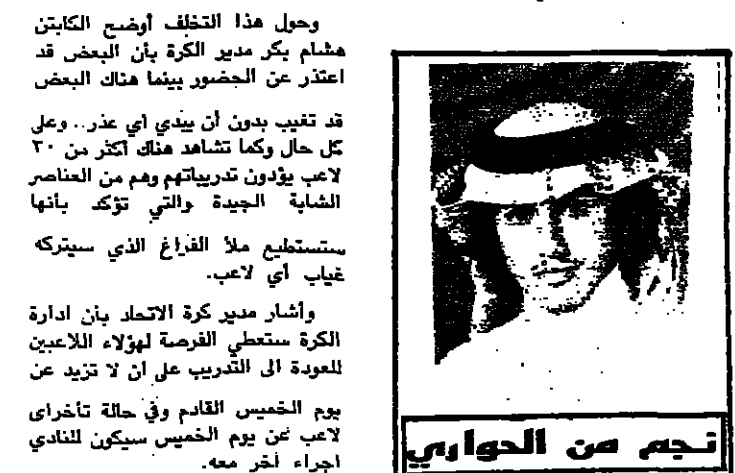 وحول هذا التخلف أوضح الكابتن
هشام بكر مدير الكرة بأن البعض قد
اعتذر عن الحضور بينما هناك البعض
قد تغيب بدون أن يبدي أي عذر.. وعلى
كل حال وكما تشاهد هناك أكثر من ٣٠
لاعب يؤدون تدريباتهم وهم من العناصر
الشابة الجيدة والتي تؤكد بأنها
ستستطيع ملأ الفراغ الذي سيتركه
غياب أي لاعب.
وأشار مدير كرة الاتحاد بأن ادارة
الكرة ستعطي الفرصة لهؤلاء اللاعبين
للعودة الى التدريب على ان لا تزيد عن
يوم الخميس القادم وفي حالة تأخراى
لاعب عن يوم الخميس سيكون للنادي
اجراء آخر معه.
نجم من الحواري